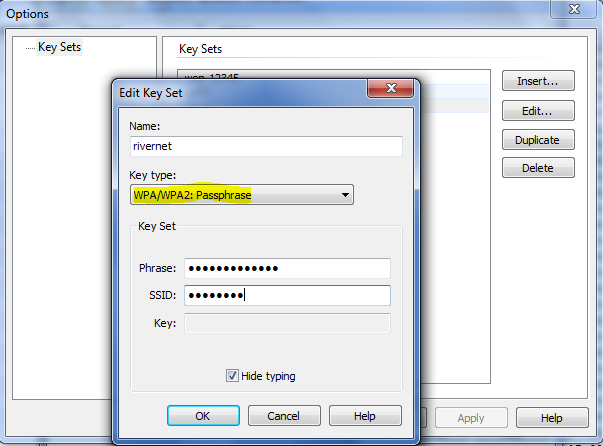 Options
Key Sets
Key Sets
wep-12345
Insert...
Edit...
Duplicate
Delete
Edit Key Set
Name:
rivernet
Key type:
WPA/WPA2: Passphrase
Key Set
Phrase: ●●●●●●●●●●●●●
SSID: ●●●●●●●●
Key:
Hide typing
OK Cancel Help
Apply Help